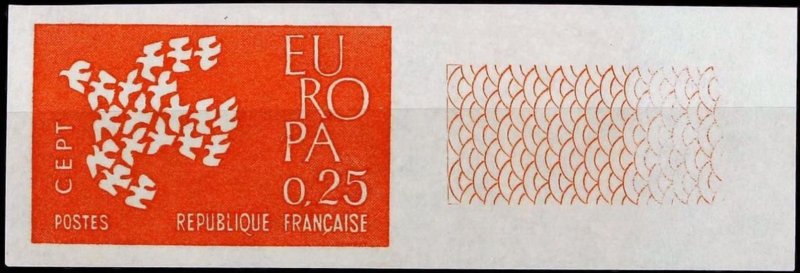 EU
RO
PA
CEPT
0,25
POSTES REPUBLIQUE FRANÇAISE